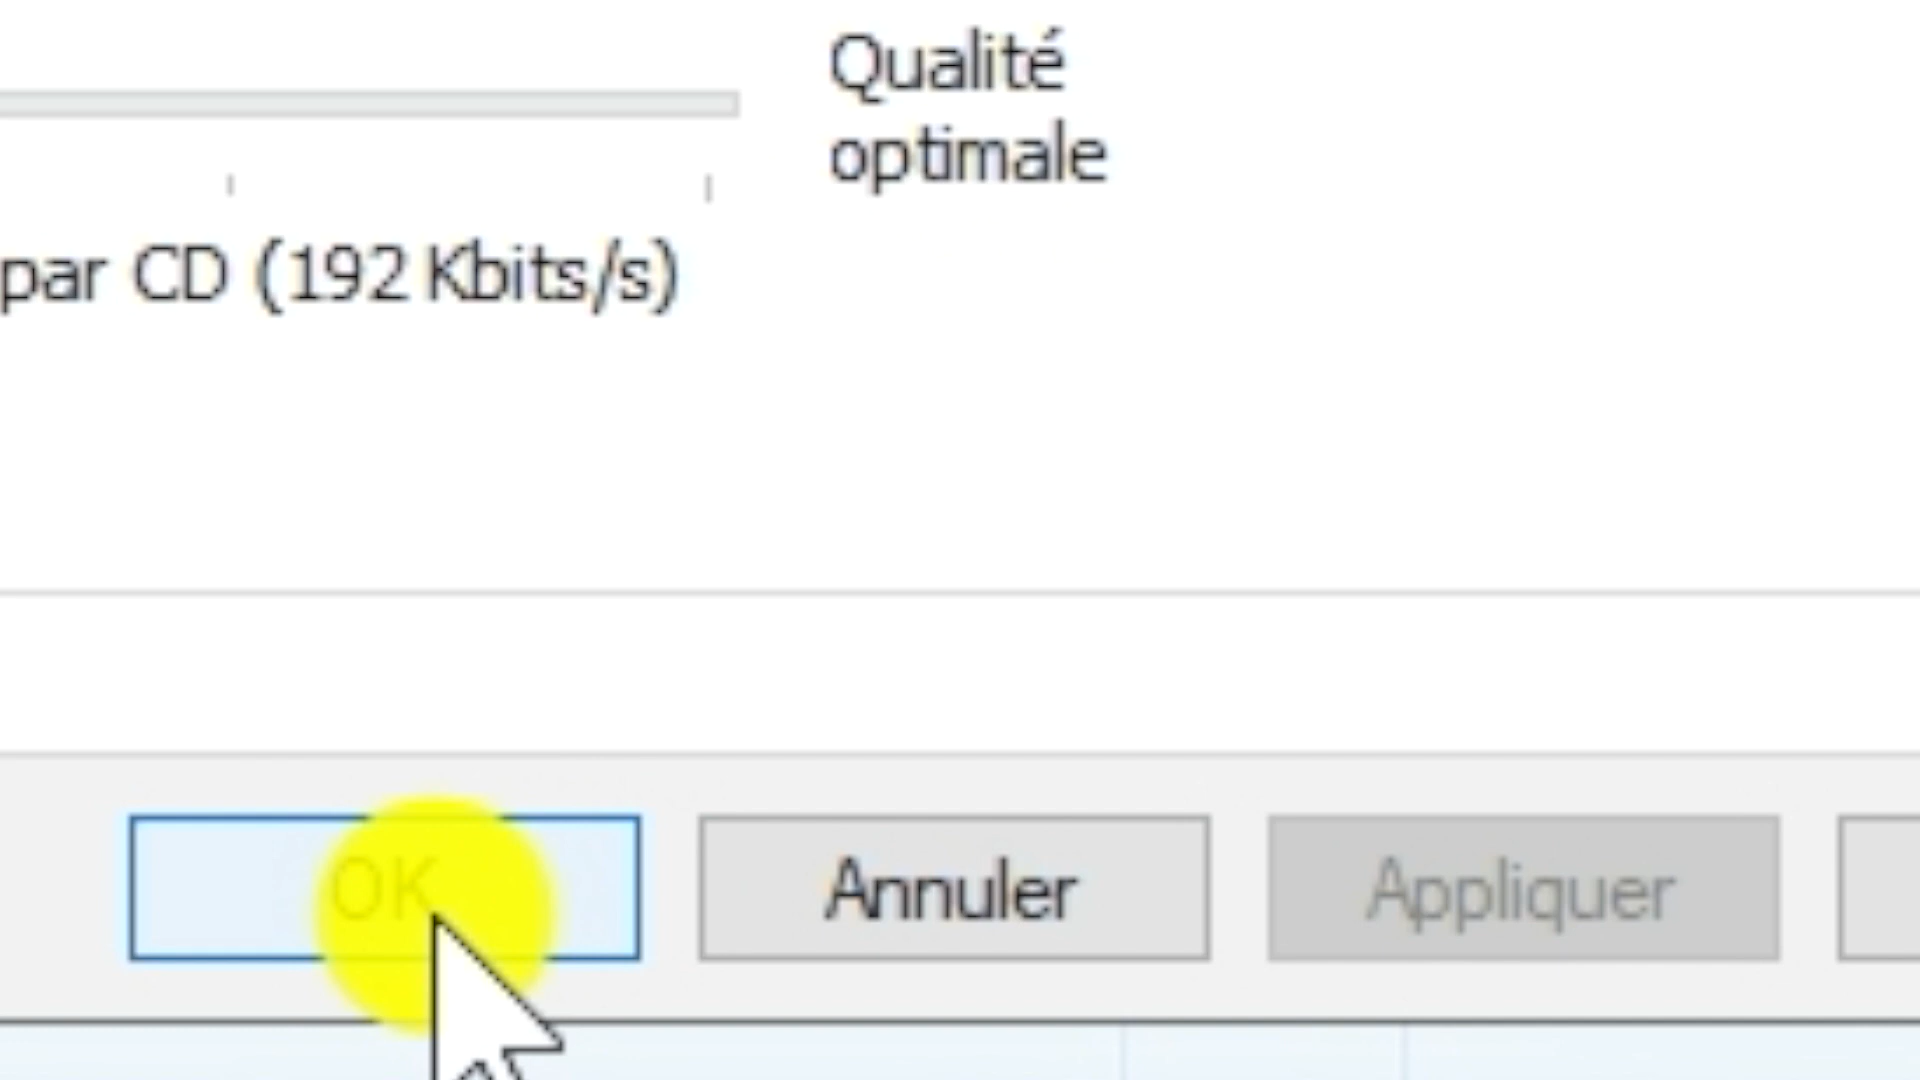 Qualité
optimale
par CD (192 Kbits/s)
OK
Annuler
Appliquer